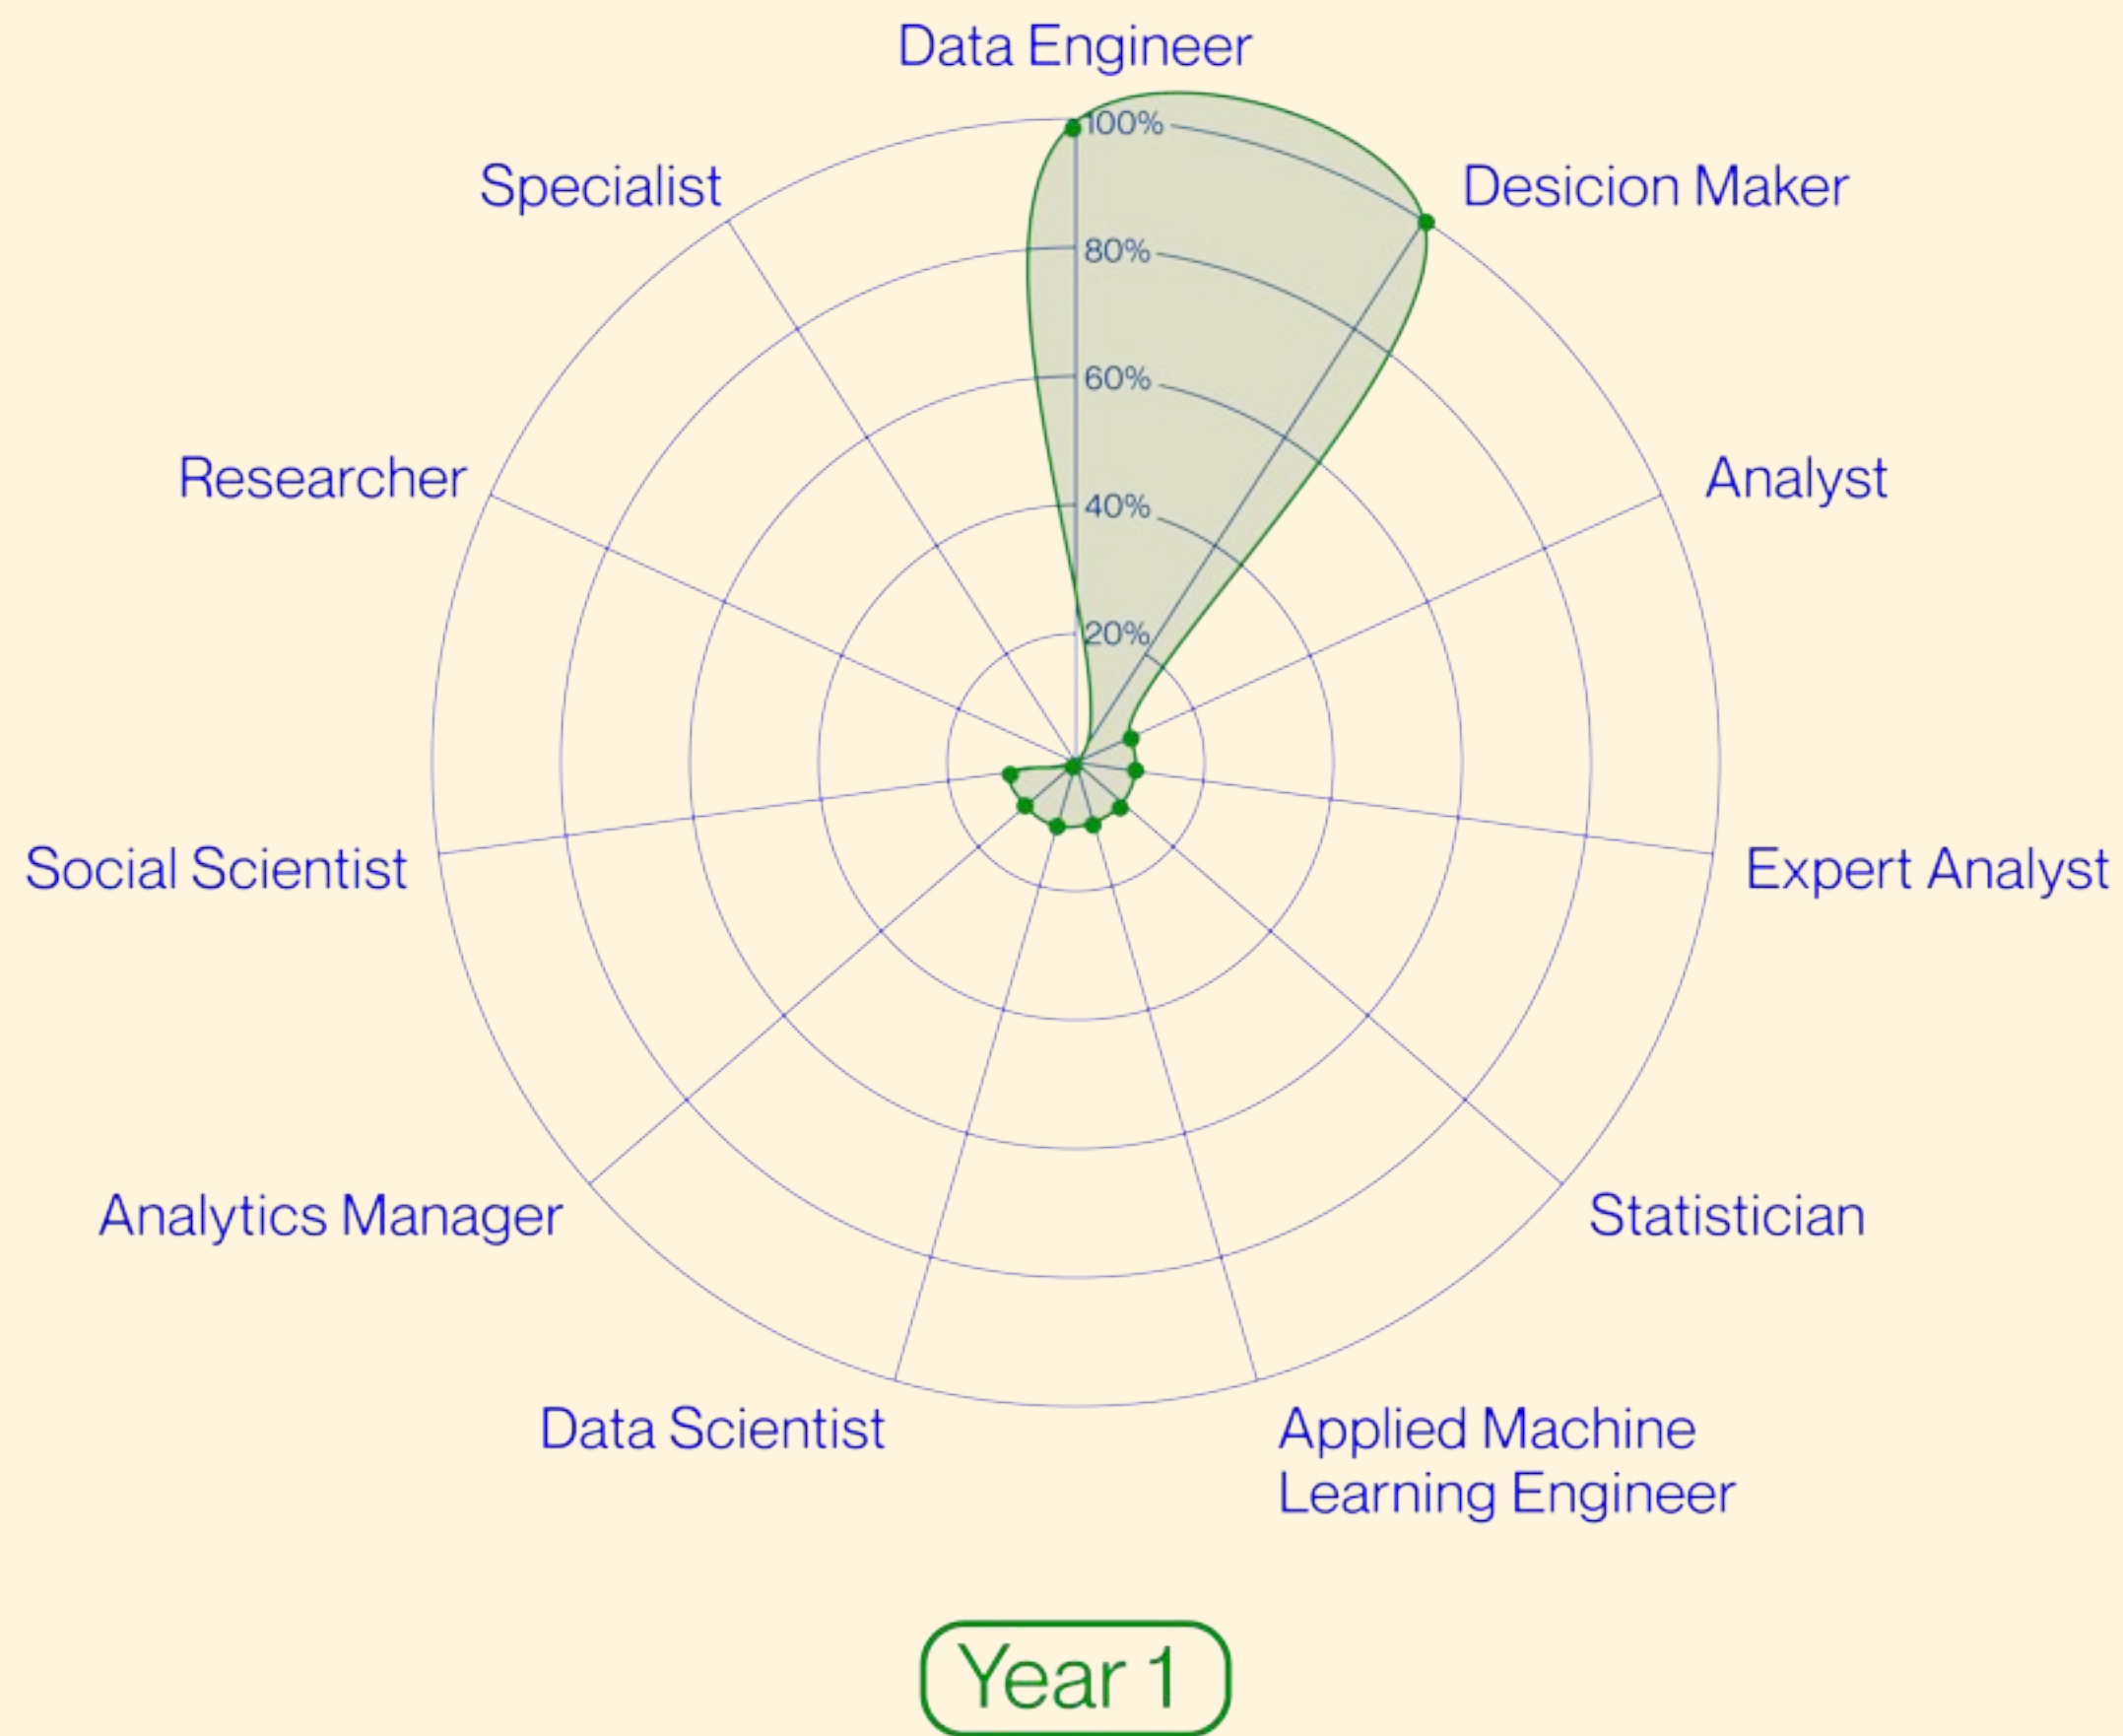 Data Engineer
100%
Specialist
Desicion Maker
80%
60%
Researcher
Analyst
40%
20%
Social Scientist
Expert Analyst
Analytics Manager
Statistician
Data Scientist
Applied Machine
Learning Engineer
Year 1